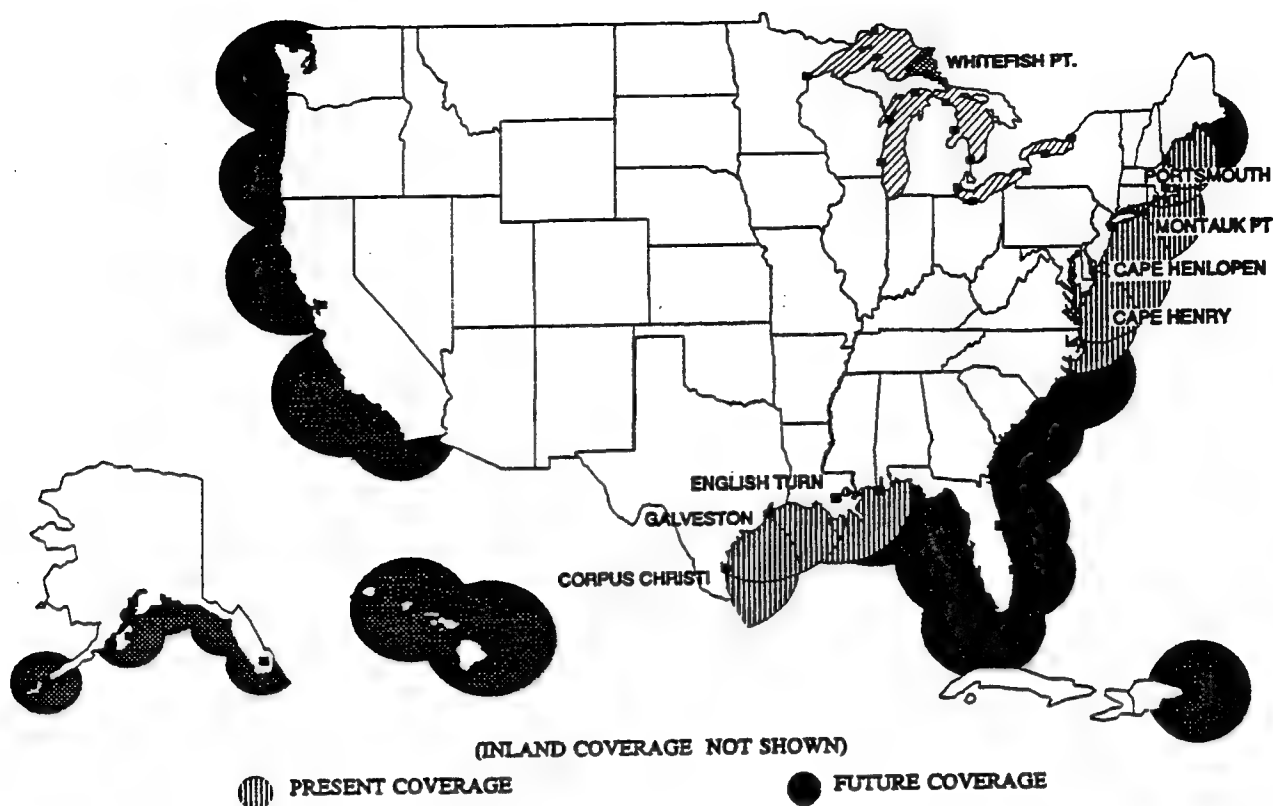 WHITEFISH PT.
PORTSMOUTH
MONTAUK PT
CAPE HENLOPEN
CAPE HENRY
ENGLISH TURN
GALVESTON
CORPUS CHRISTI
(INLAND COVERAGE NOT SHOWN)
PRESENT COVERAGE
FUTURE COVERAGE